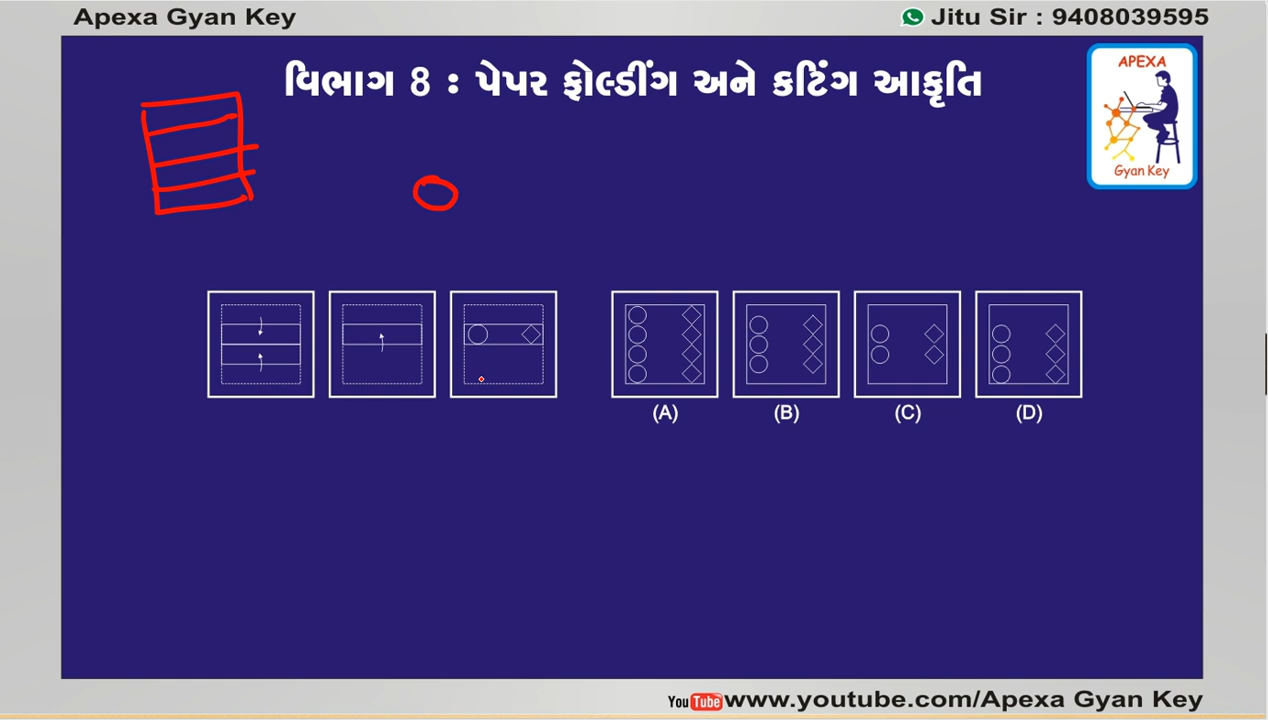 Apexa Gyan Key
Jitu Sir : 9408039595
વિભાગ 8 : પેપર ફોલ્ડીંગ અને કટિંગ આકૃતિ
APEXA
Gyan Key
(A) (B) (C) (D)
YouTube www.youtube.com/Apexa Gyan Key